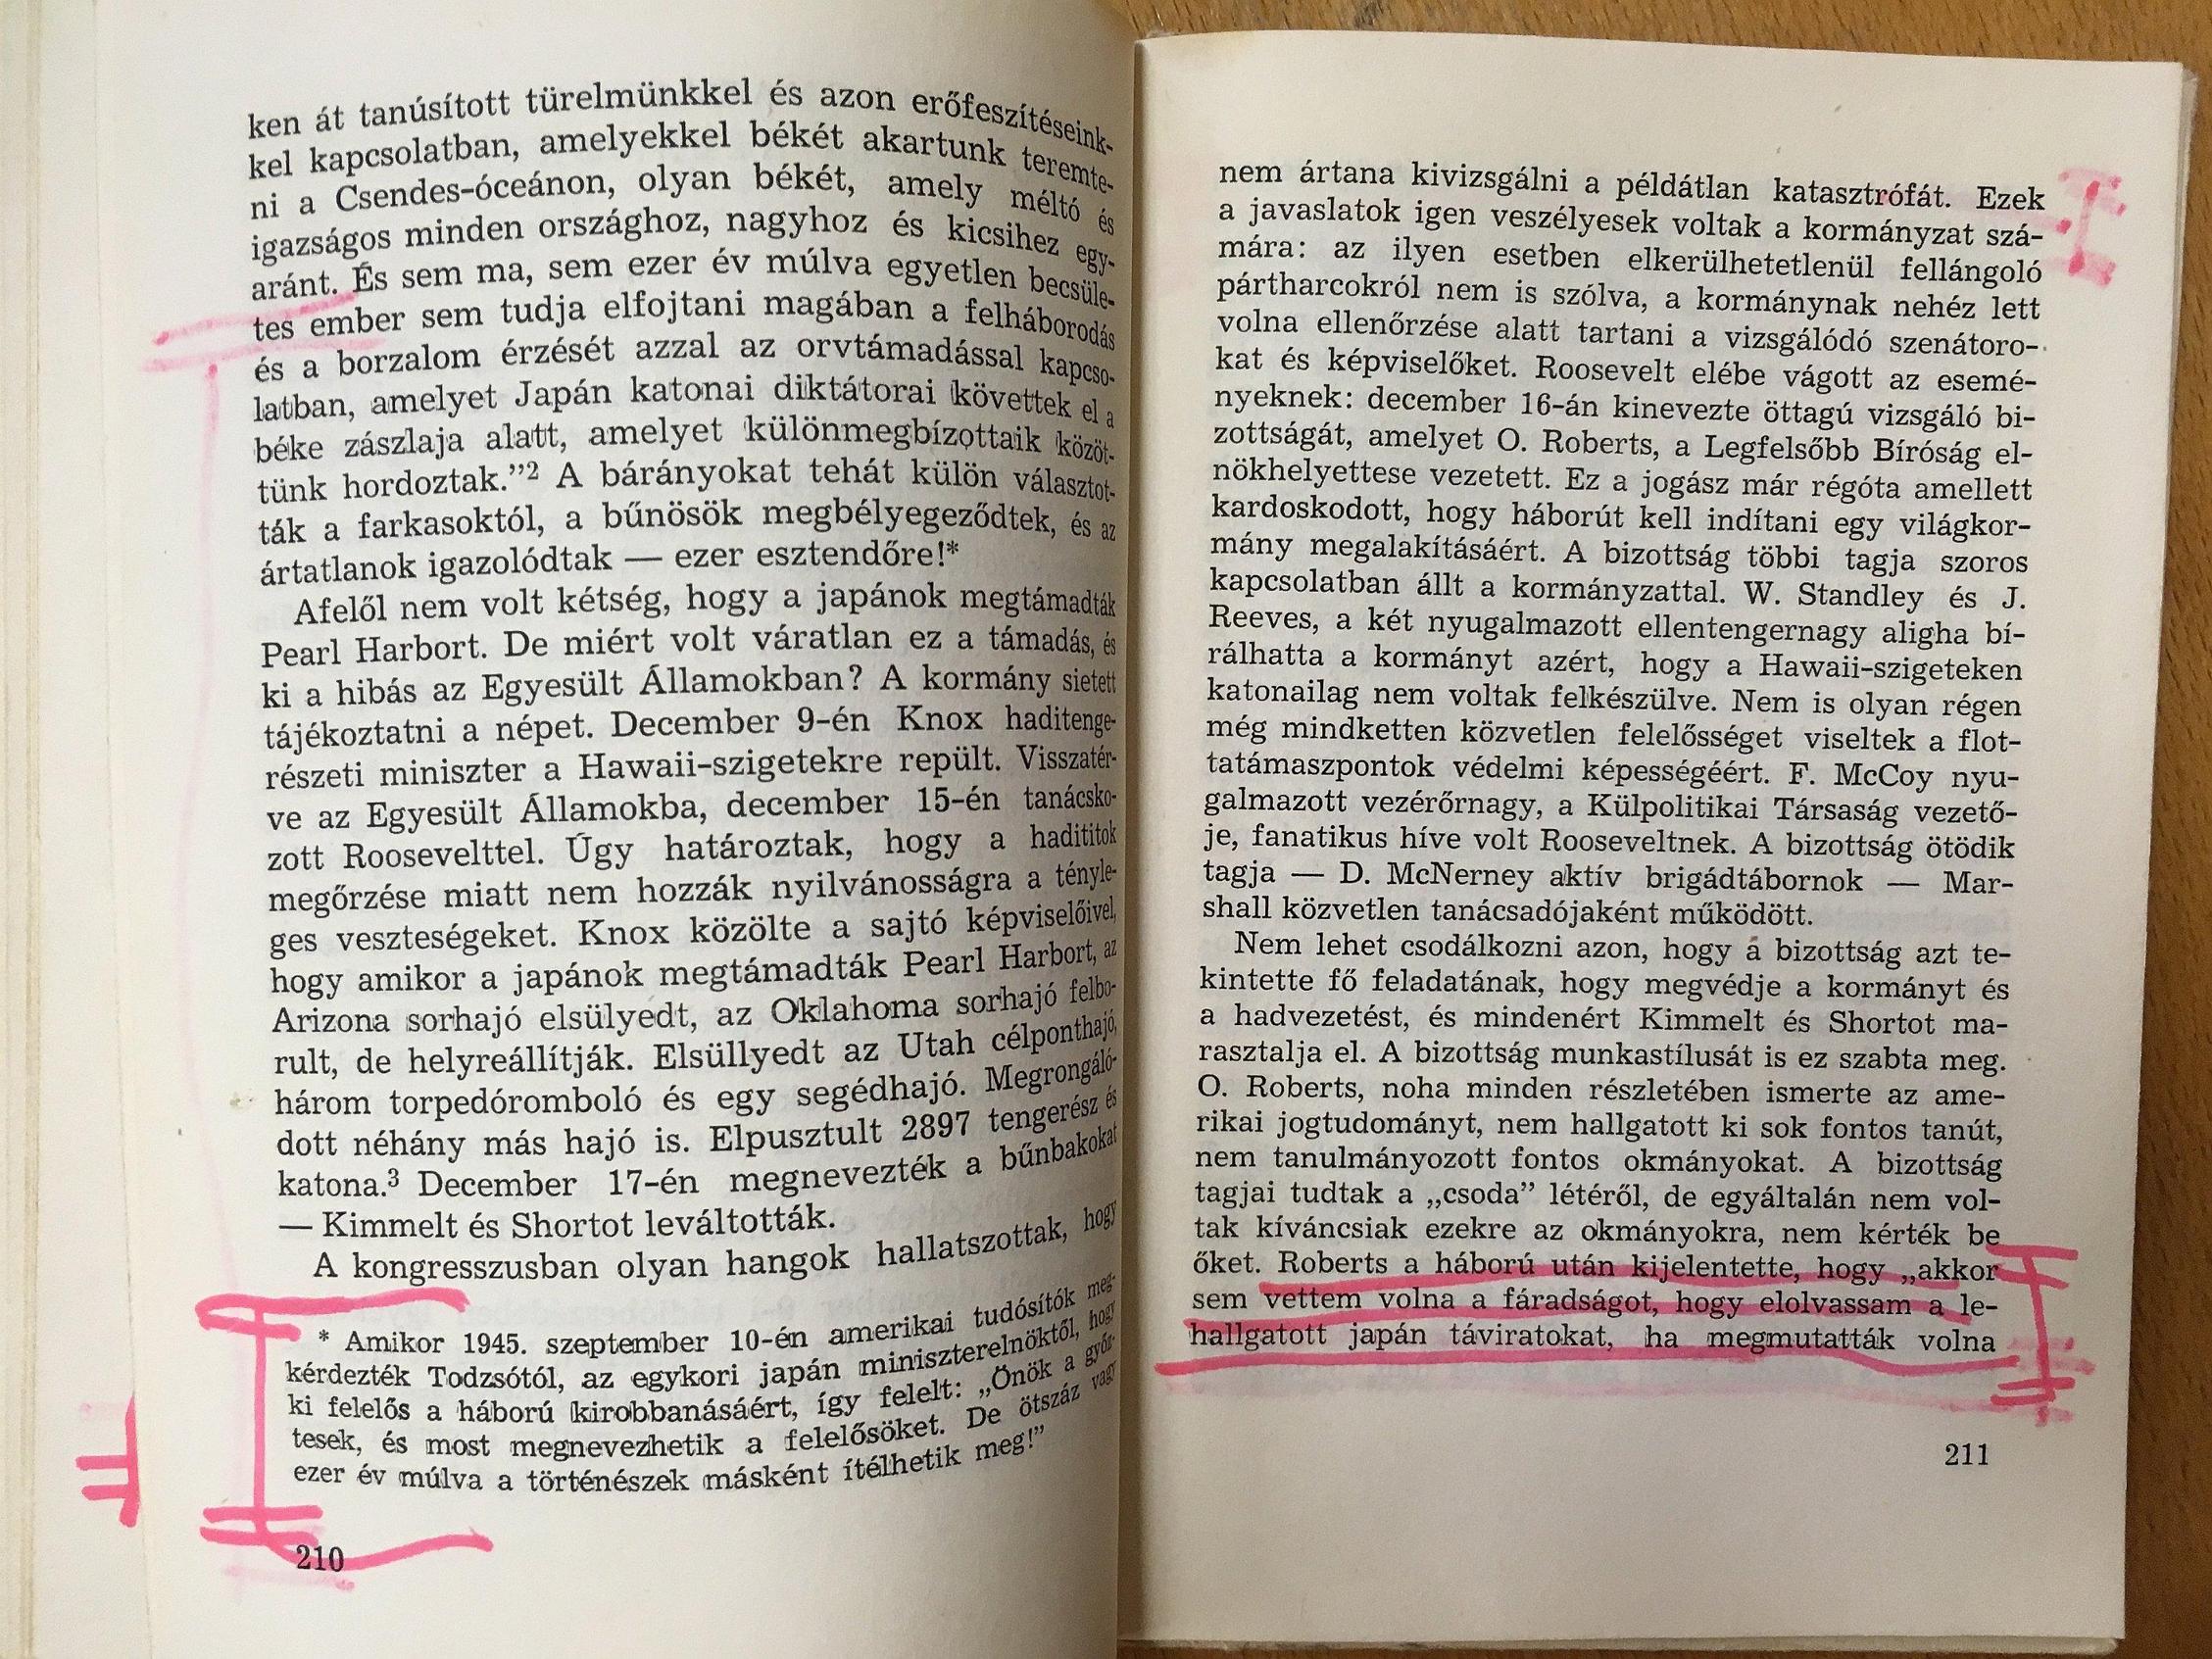 ken át tanúsított türelmünkkel és azon erőfeszítéseink-
kel kapcsolatban, amelyekkel békét akartunk teremte-
ni a Csendes-óceánon, olyan békét, amely méltó és
igazságos minden országhoz, nagyhoz és kicsihez egy-
aránt. És sem ma, sem ezer év múlva egyetlen becsüle-
tes ember sem tudja elfojtani magában a felháborodás
és a borzalom érzését azzal az orvtámadással kapcso-
latban, amelyet Japán katonai diktátorai követtek el a
béke zászlaja alatt, amelyet különmegbízottaik közöt-
tünk hordoztak.”² A bárányokat tehát külön választot-
ták a farkasoktól, a bűnösök megbélyegeződtek, és az
ártatlanok igazolódtak — ezer esztendőre!*
Afelől nem volt kétség, hogy a japánok megtámadták
Pearl Harbort. De miért volt váratlan ez a támadás, és
ki a hibás az Egyesült Államokban? A kormány sietett
tájékoztatni a népet. December 9-én Knox haditenge-
részeti miniszter a Hawaii-szigetekre repült. Visszatér-
ve az Egyesült Államokba, december 15-én tanácsko-
zott Roosevelttel. Úgy határoztak, hogy a hadititok
megőrzése miatt nem hozzák nyilvánosságra a tényle-
ges veszteségeket. Knox közölte a sajtó képviselőivel,
hogy amikor a japánok megtámadták Pearl Harbort, az
Arizona sorhajó elsülyedt, az Oklahoma sorhajó felbo-
rult, de helyreállítják. Elsüllyedt az Utah célponthajó,
három torpedóromboló és egy segédhajó. Megrongáló-
dott néhány más hajó is. Elpusztult 2897 tengerész és
katona.³ December 17-én megnevezték a bűnbakokat
— Kimmelt és Shortot leváltották.
A kongresszusban olyan hangok hallatszottak, hogy
* Amikor 1945. szeptember 10-én amerikai tudósítók meg-
kérdezték Todzsótól, az egykori japán miniszterelnöktől, hogy
ki felelős a háború kirobbanásáért, így felelt: „Önök a győz-
tesek, és most megnevezhetik a felelősöket. De ötszáz vagy
ezer év múlva a történészek másként ítélhetik meg!”
210
nem ártana kivizsgálni a példátlan katasztrófát. Ezek
a javaslatok igen veszélyesek voltak a kormányzat szá-
mára: az ilyen esetben elkerülhetetlenül fellángoló
pártharcokról nem is szólva, a kormánynak nehéz lett
volna ellenőrzése alatt tartani a vizsgálódó szenátoro-
kat és képviselőket. Roosevelt elébe vágott az esemé-
nyeknek: december 16-án kinevezte öttagú vizsgáló bi-
zottságát, amelyet O. Roberts, a Legfelsőbb Bíróság el-
nökhelyettese vezetett. Ez a jogász már régóta amellett
kardoskodott, hogy háborút kell indítani egy világkor-
mány megalakításáért. A bizottság többi tagja szoros
kapcsolatban állt a kormányzattal. W. Standley és J.
Reeves, a két nyugalmazott ellentengernagy aligha bí-
rálhatta a kormányt azért, hogy a Hawaii-szigeteken
katonailag nem voltak felkészülve. Nem is olyan régen
még mindketten közvetlen felelősséget viseltek a flot-
tatámaszpontok védelmi képességéért. F. McCoy nyu-
galmazott vezérőrnagy, a Külpolitikai Társaság vezető-
je, fanatikus híve volt Rooseveltnek. A bizottság ötödik
tagja — D. McNerney aktív brigádtábornok — Mar-
shall közvetlen tanácsadójaként működött.
Nem lehet csodálkozni azon, hogy a bizottság azt te-
kintette fő feladatának, hogy megvédje a kormányt és
a hadvezetést, és mindenért Kimmelt és Shortot ma-
rasztalja el. A bizottság munkastílusát is ez szabta meg.
O. Roberts, noha minden részletében ismerte az ame-
rikai jogtudományt, nem hallgatott ki sok fontos tanút,
nem tanulmányozott fontos okmányokat. A bizottság
tagjai tudtak a „csoda” létéről, de egyáltalán nem vol-
tak kíváncsiak ezekre az okmányokra, nem kérték be
őket. Roberts a háború után kijelentette, hogy „akkor
sem vettem volna a fáradságot, hogy elolvassam a le-
hallgatott japán táviratokat, ha megmutatták volna
211